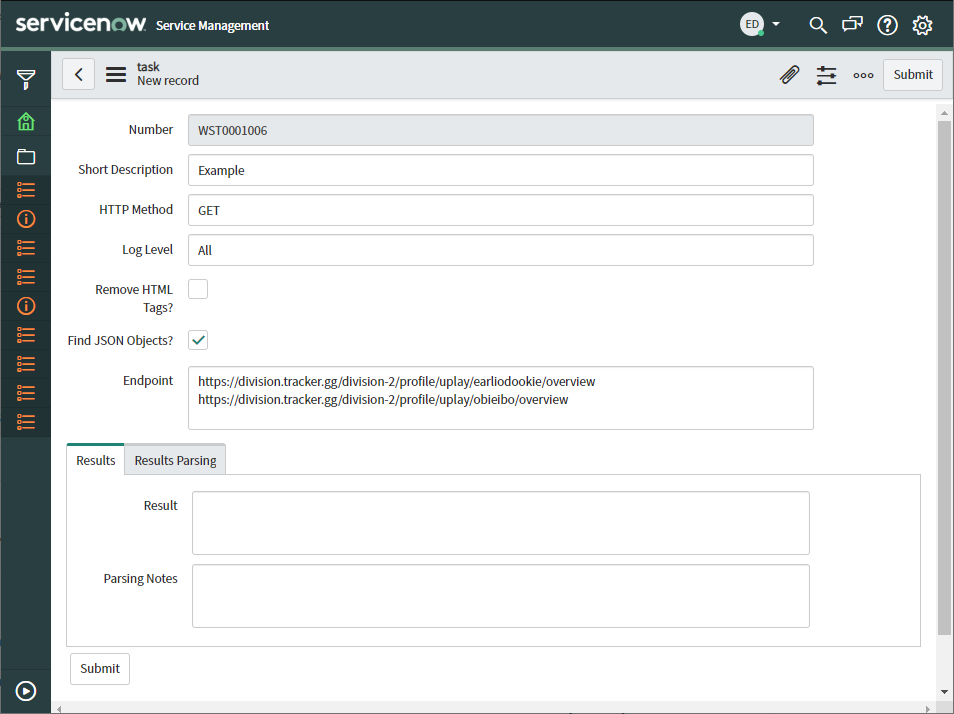 servicenow. Service Management
ED
task
New record
Submit
Number WST0001006
Short Description Example
HTTP Method GET
Log Level All
Remove HTML
Tags?
Find JSON Objects?
Endpoint https://division.tracker.gg/division-2/profile/uplay/earliodookie/overview
https://division.tracker.gg/division-2/profile/uplay/obieibo/overview
Results Results Parsing
Result
Parsing Notes
Submit